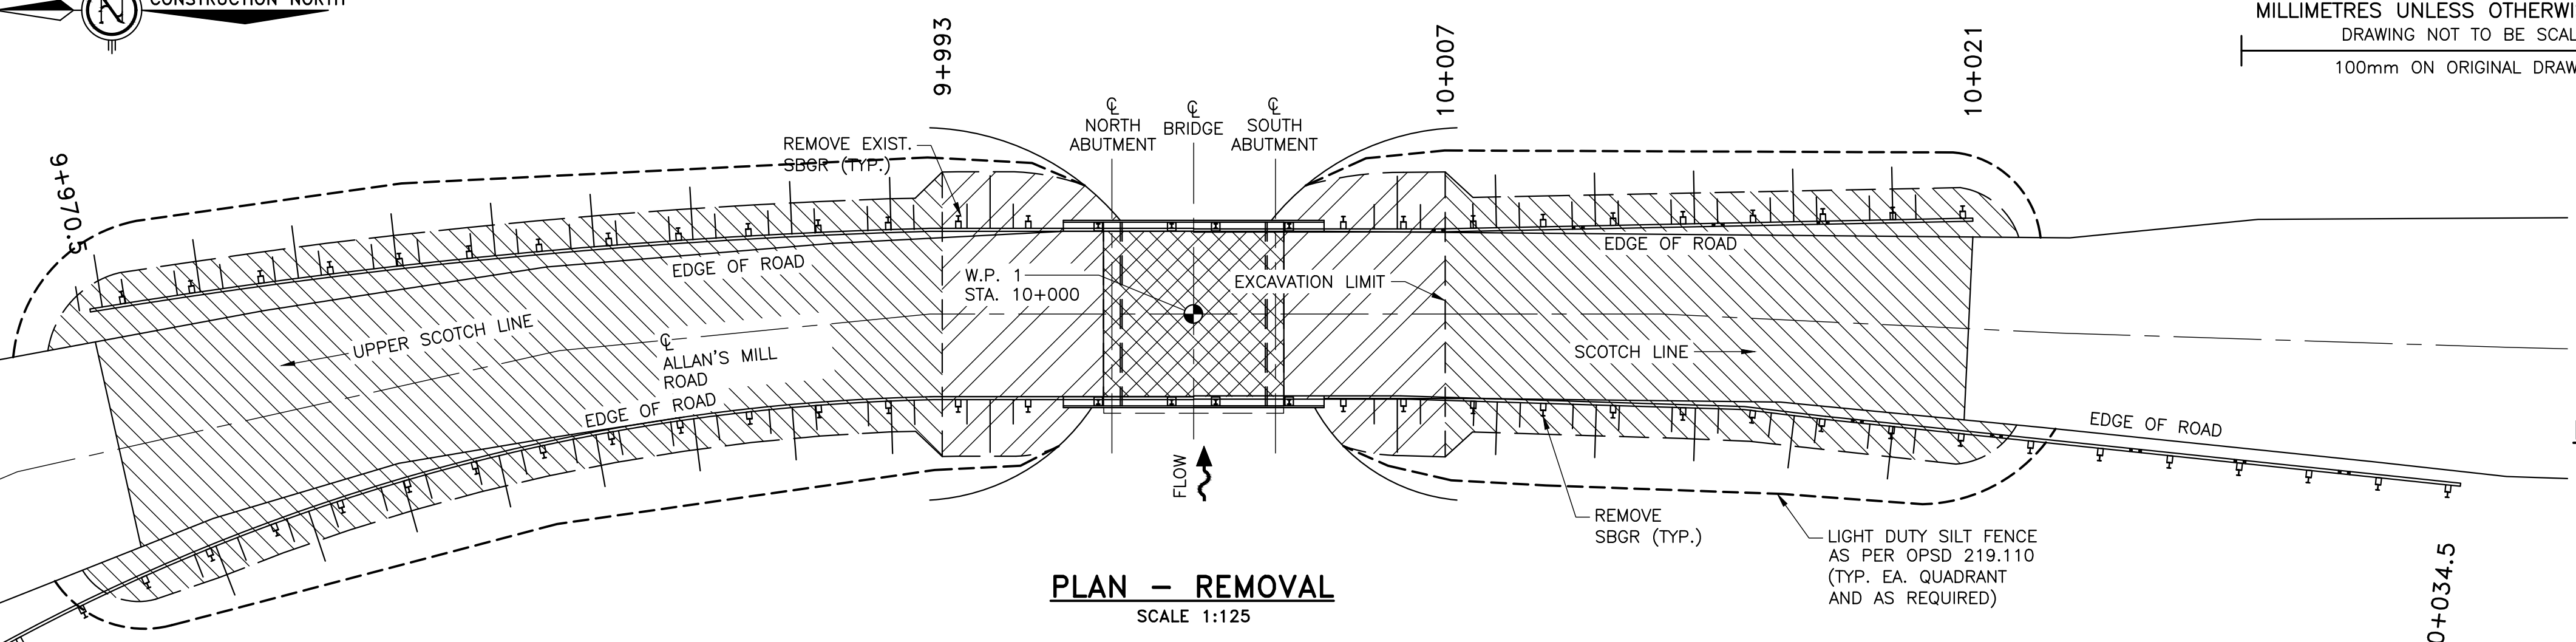 CONSTRUCTION NORTH
N
MILLIMETRES UNLESS
DRAWING NOT TO BE
100mm ON ORIGINAL
9+970.5
9+993
10+007
10+021
REMOVE EXIST.
SBGR (TYP.)
℄
NORTH
ABUTMENT
℄
BRIDGE
℄
SOUTH
ABUTMENT
EDGE OF ROAD
EDGE OF ROAD
W.P. 1
STA. 10+000
EXCAVATION LIMIT
UPPER SCOTCH LINE
℄
ALLAN'S MILL
ROAD
SCOTCH LINE
EDGE OF ROAD
EDGE OF ROAD
FLOW
REMOVE
SBGR (TYP.)
LIGHT DUTY SILT FENCE
AS PER OPSD 219.110
(TYP. EA. QUADRANT
AND AS REQUIRED)
0+034.5
PLAN – REMOVAL
SCALE 1:125